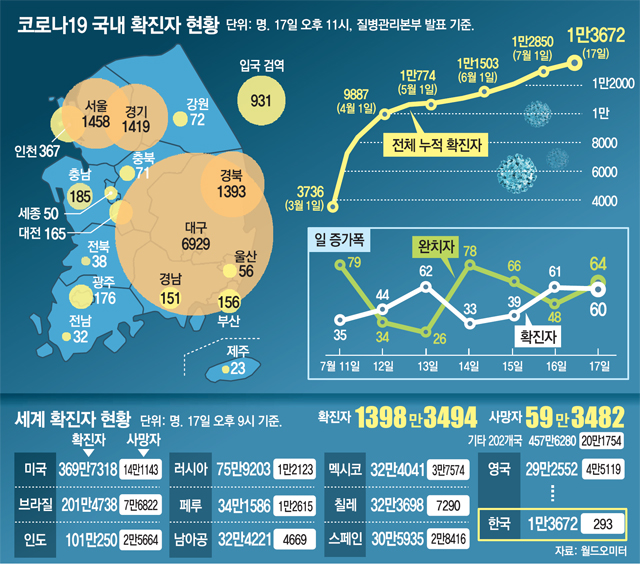 코로나19 국내 확진자 현황 단위: 명. 17일 오후 11시, 질병관리본부 발표 기준.
서울
1458
경기
1419
강원
72
입국 검역
931
인천 367
충북
71
충남
185
세종 50
대전 165
경북
1393
대구
6929
전북
38
광주
176
전남
32
경남
151
울산
56
156
부산
제주
23
3736
(3월 1일)
9887
(4월 1일)
1만774
(5월 1일)
1만1503
(6월 1일)
1만2850
(7월 1일)
1만3672
(17일)
전체 누적 확진자
1만2000
1만
8000
6000
4000
일 증가폭
완치자
확진자
79 34 26 78 66 48 64
35 44 62 33 39 61 60
7월 11일 12일 13일 14일 15일 16일 17일
세계 확진자 현황 단위: 명. 17일 오후 9시 기준.
확진자 1398만3494 사망자 59만3482
기타 202개국 457만6280 20만1754
확진자 사망자
미국 369만7318 14만1143
브라질 201만4738 7만6822
인도 101만250 2만5664
러시아 75만9203 1만2123
페루 34만1586 1만2615
남아공 32만4221 4669
멕시코 32만4041 3만7574
칠레 32만3698 7290
스페인 30만5935 2만8416
영국 29만2552 4만5119
한국 1만3672 293
자료: 월드오미터